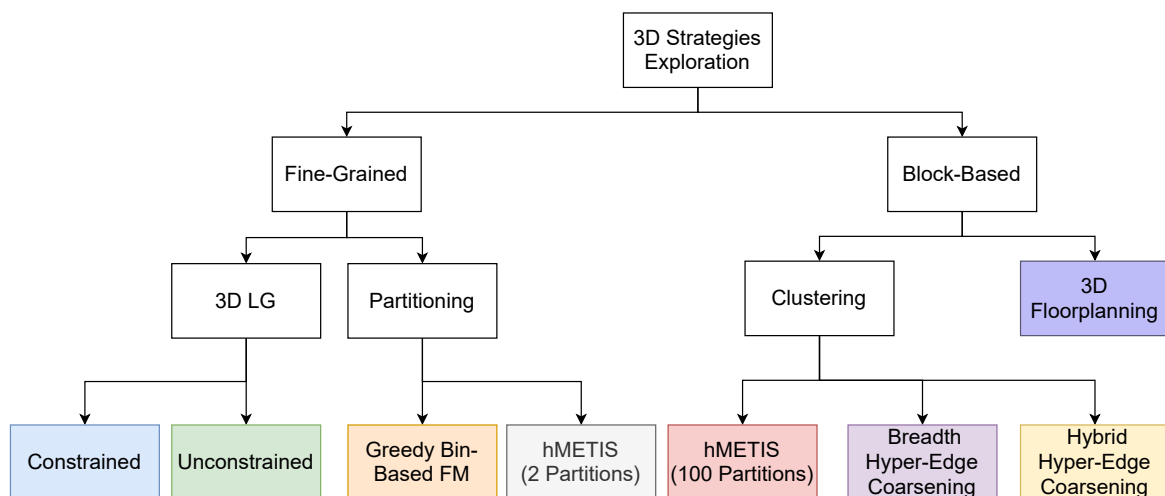 3D Strategies
Exploration
Fine-Grained
Block-Based
3D LG
Partitioning
Clustering
3D
Floorplanning
Constrained
Unconstrained
Greedy Bin-
Based FM
hMETIS
(2 Partitions)
hMETIS
(100 Partitions)
Breadth
Hyper-Edge
Coarsening
Hybrid
Hyper-Edge
Coarsening